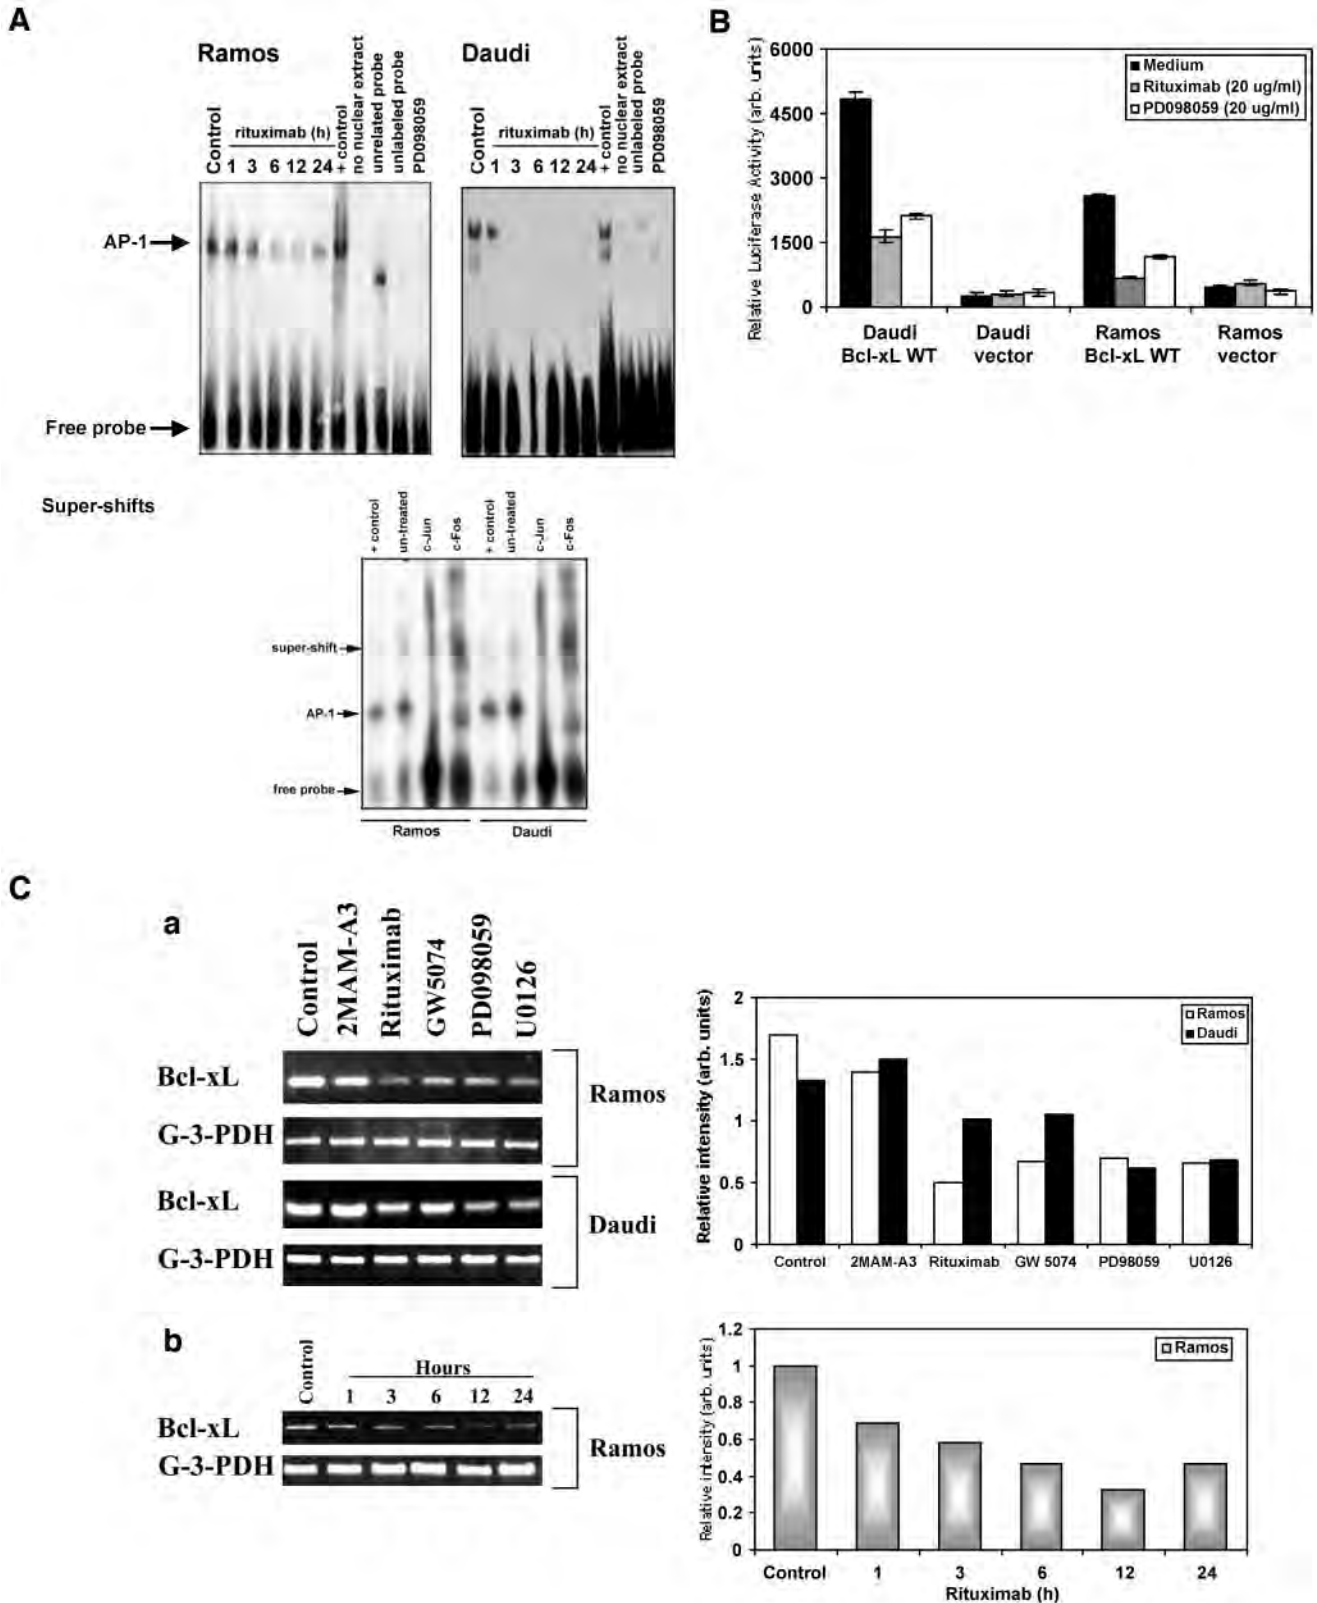 A
Ramos
Control
rituximab (h)
1 3 6 12 24
+ control
no nuclear extract
unrelated probe
unlabeled probe
PD098059
Daudi
Control
rituximab (h)
1 3 6 12 24
+ control
no nuclear extract
unlabeled probe
PD098059
AP-1
Free probe
Super-shifts
+ control
un-treated
c-Jun
c-Fos
+ control
un-treated
c-Jun
c-Fos
super-shift
AP-1
free probe
Ramos
Daudi
B
Relative Luciferase Activity (arb. units)
6000
4500
3000
1500
0
Medium
Rituximab (20 ug/ml)
PD098059 (20 ug/ml)
Daudi Bcl-xL WT
Daudi vector
Ramos Bcl-xL WT
Ramos vector
C
a
Control
2MAM-A3
Rituximab
GW5074
PD098059
U0126
Bcl-xL
G-3-PDH
Ramos
Bcl-xL
G-3-PDH
Daudi
Relative intensity (arb. units)
2
1.5
1
0.5
0
Ramos
Daudi
Control 2MAM-A3 Rituximab GW 5074 PD98059 U0126
b
Control
Hours
1 3 6 12 24
Bcl-xL
G-3-PDH
Ramos
Relative intensity (arb. units)
1.2
1
0.8
0.6
0.4
0.2
0
Ramos
Control 1 3 6 12 24
Rituximab (h)